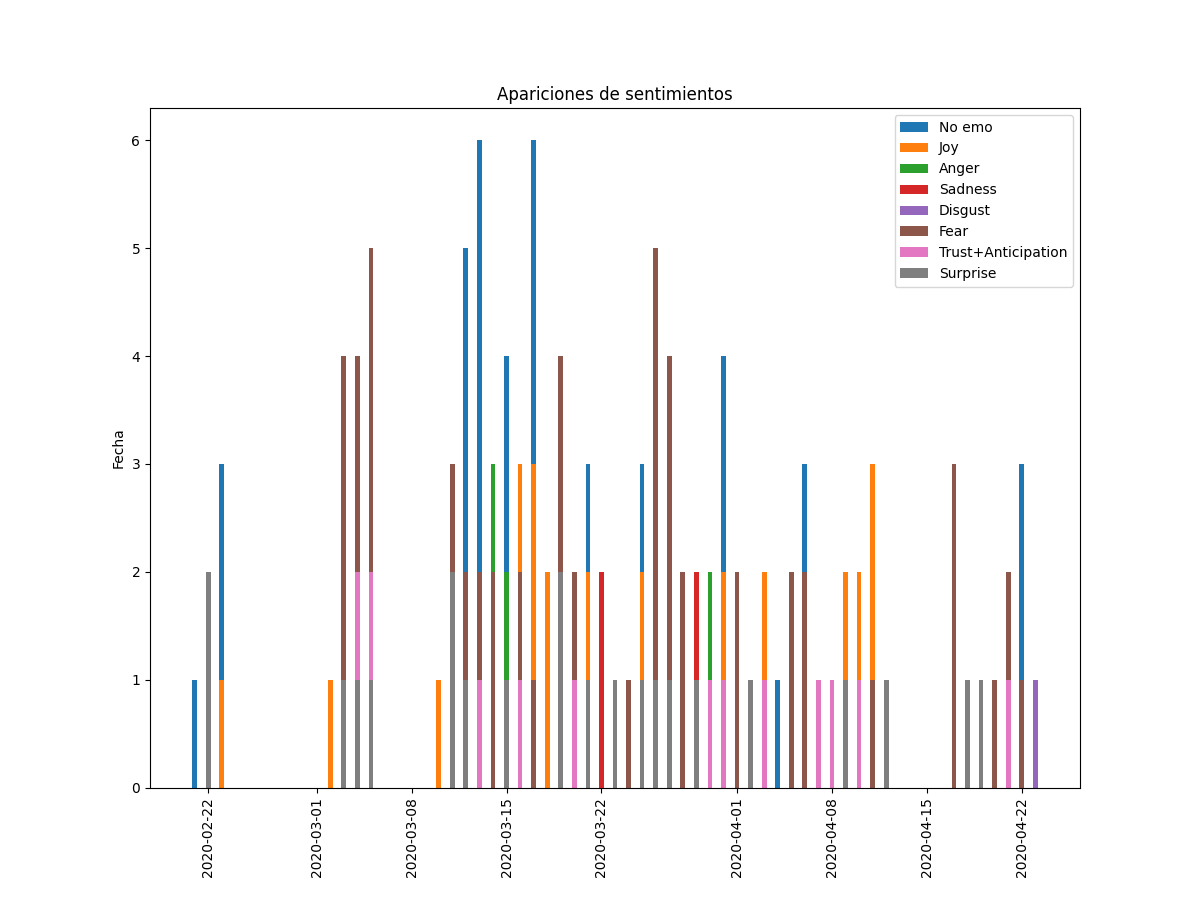 Apariciones de sentimientos
No emo
Joy
Anger
Sadness
Disgust
Fear
Trust+Anticipation
Surprise
Fecha
6
5
4
3
2
1
0
2020-02-22
2020-03-01
2020-03-08
2020-03-15
2020-03-22
2020-04-01
2020-04-08
2020-04-15
2020-04-22